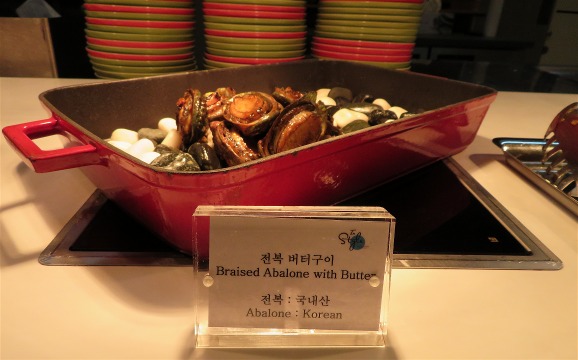 전복 버터구이
Braised Abalone with Butter
전복 : 국내산
Abalone : Korean